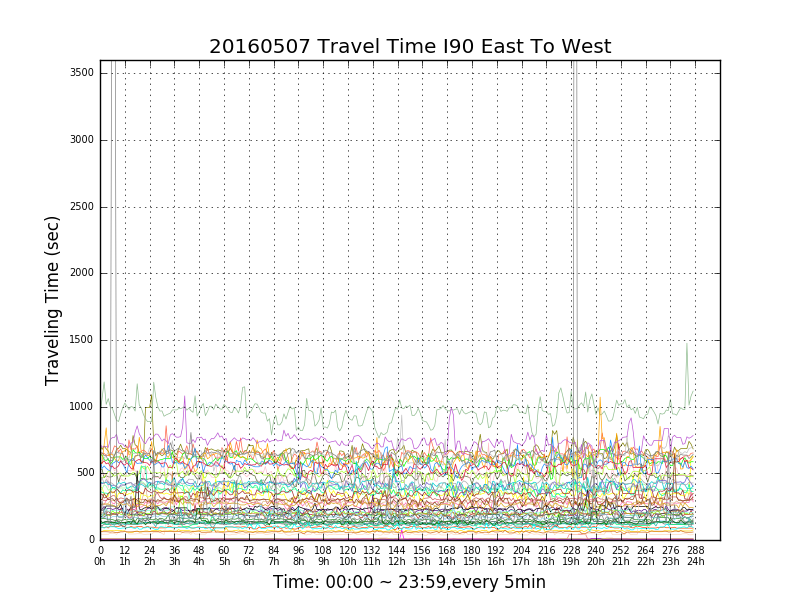 20160507 Travel Time I90 East To West
3500
3000
2500
2000
1500
1000
500
0
Traveling Time (sec)
0 12 24 36 48 60 72 84 96 108 120 132 144 156 168 180 192 204 216 228 240 252 264 276 288
0h 1h 2h 3h 4h 5h 6h 7h 8h 9h 10h 11h 12h 13h 14h 15h 16h 17h 18h 19h 20h 21h 22h 23h 24h
Time: 00:00 ~ 23:59,every 5min